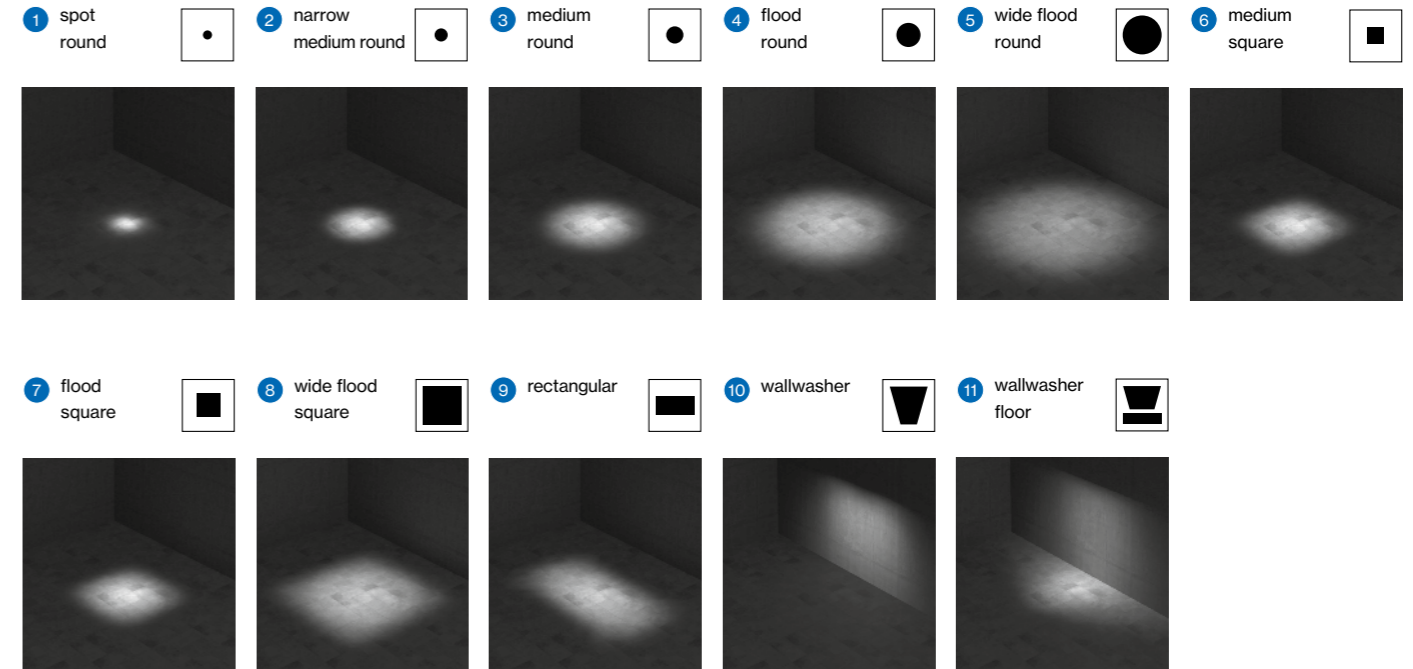 1 spot
round
2 narrow
medium round
3 medium
round
4 flood
round
5 wide flood
round
6 medium
square
7 flood
square
8 wide flood
square
9 rectangular
10 wallwasher
11 wallwasher
floor